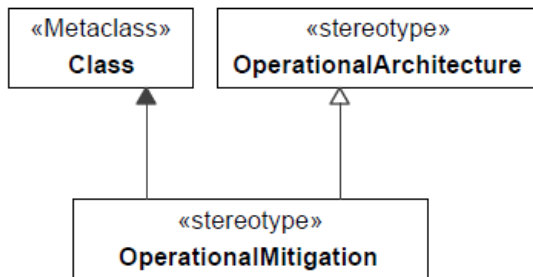 «Metaclass»
Class
«stereotype»
OperationalArchitecture
«stereotype»
OperationalMitigation